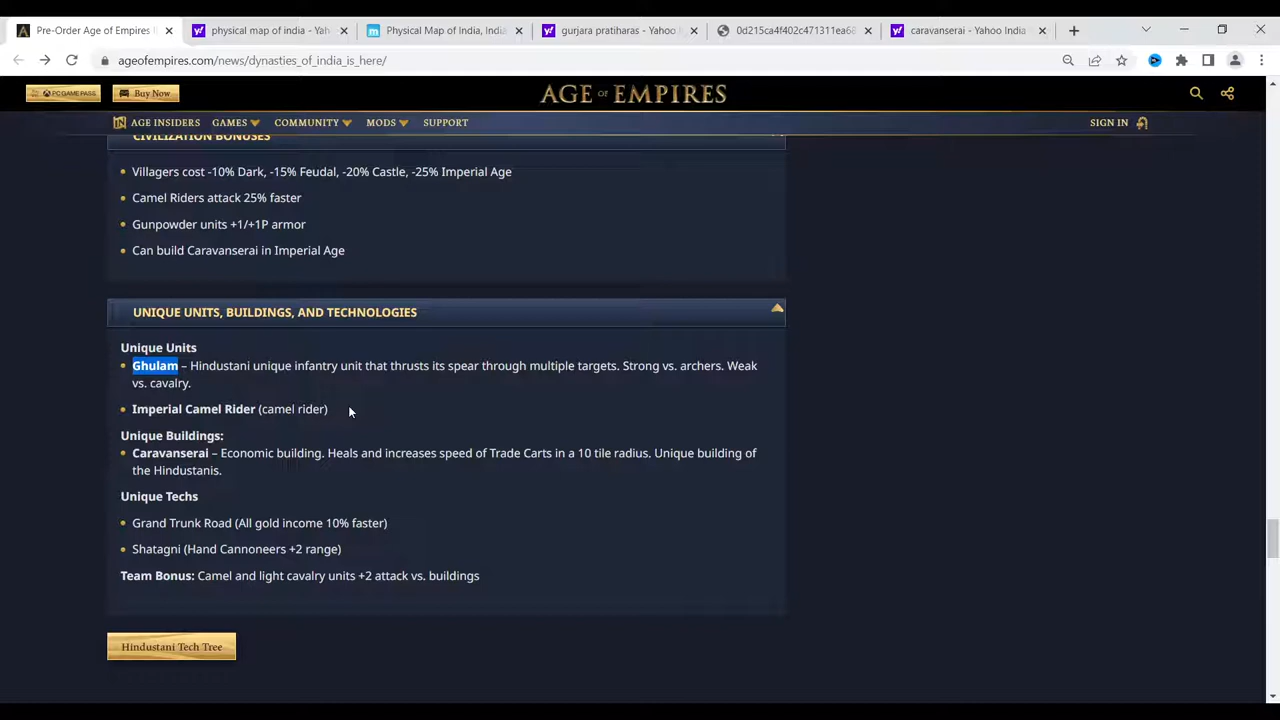 Pre-Order Age of Empires
physical map of india - Ya
Physical Map of India, India
gurjara pratiharas - Yahoo
0d215ca4f402c471311ea6
caravanserai - Yahoo India
ageofempires.com/news/dynasties_of_india_is_here/
PC GAME PASS
Buy Now
AGE OF EMPIRES
AGE INSIDERS GAMES COMMUNITY MODS SUPPORT
SIGN IN
CIVILIZATION BONUSES
Villagers cost -10% Dark, -15% Feudal, -20% Castle, -25% Imperial Age
Camel Riders attack 25% faster
Gunpowder units +1/+1P armor
Can build Caravanserai in Imperial Age
UNIQUE UNITS, BUILDINGS, AND TECHNOLOGIES
Unique Units
Ghulam – Hindustani unique infantry unit that thrusts its spear through multiple targets. Strong vs. archers. Weak
vs. cavalry.
Imperial Camel Rider (camel rider)
Unique Buildings:
Caravanserai – Economic building. Heals and increases speed of Trade Carts in a 10 tile radius. Unique building of
the Hindustanis.
Unique Techs
Grand Trunk Road (All gold income 10% faster)
Shatagni (Hand Cannoneers +2 range)
Team Bonus: Camel and light cavalry units +2 attack vs. buildings
Hindustani Tech Tree